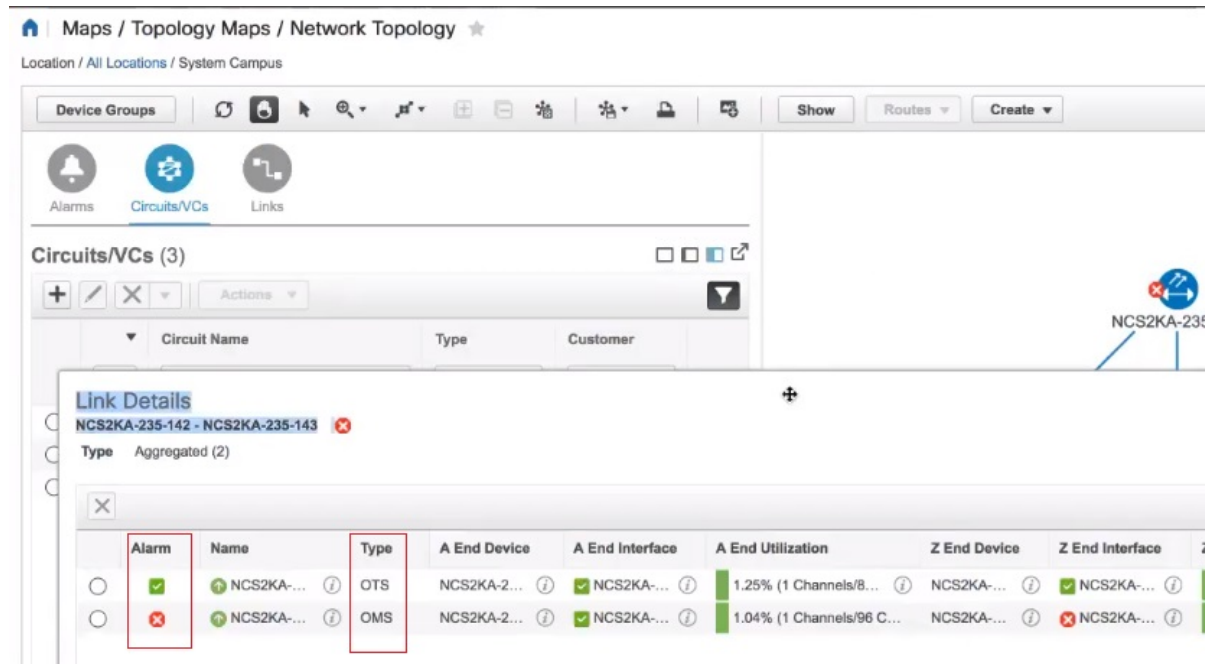 Maps / Topology Maps / Network Topology
Location / All Locations / System Campus
Device Groups Show Routes Create
Alarms Circuits/VCs Links
Circuits/VCs (3)
Actions
Circuit Name Type Customer
NCS2KA-235
Link Details
NCS2KA-235-142 - NCS2KA-235-143
Type Aggregated (2)
Alarm Name Type A End Device A End Interface A End Utilization Z End Device Z End Interface
NCS2KA-... OTS NCS2KA-2... NCS2KA-... 1.25% (1 Channels/8... NCS2KA-... NCS2KA-...
NCS2KA-... OMS NCS2KA-2... NCS2KA-... 1.04% (1 Channels/96 C... NCS2KA-... NCS2KA-...